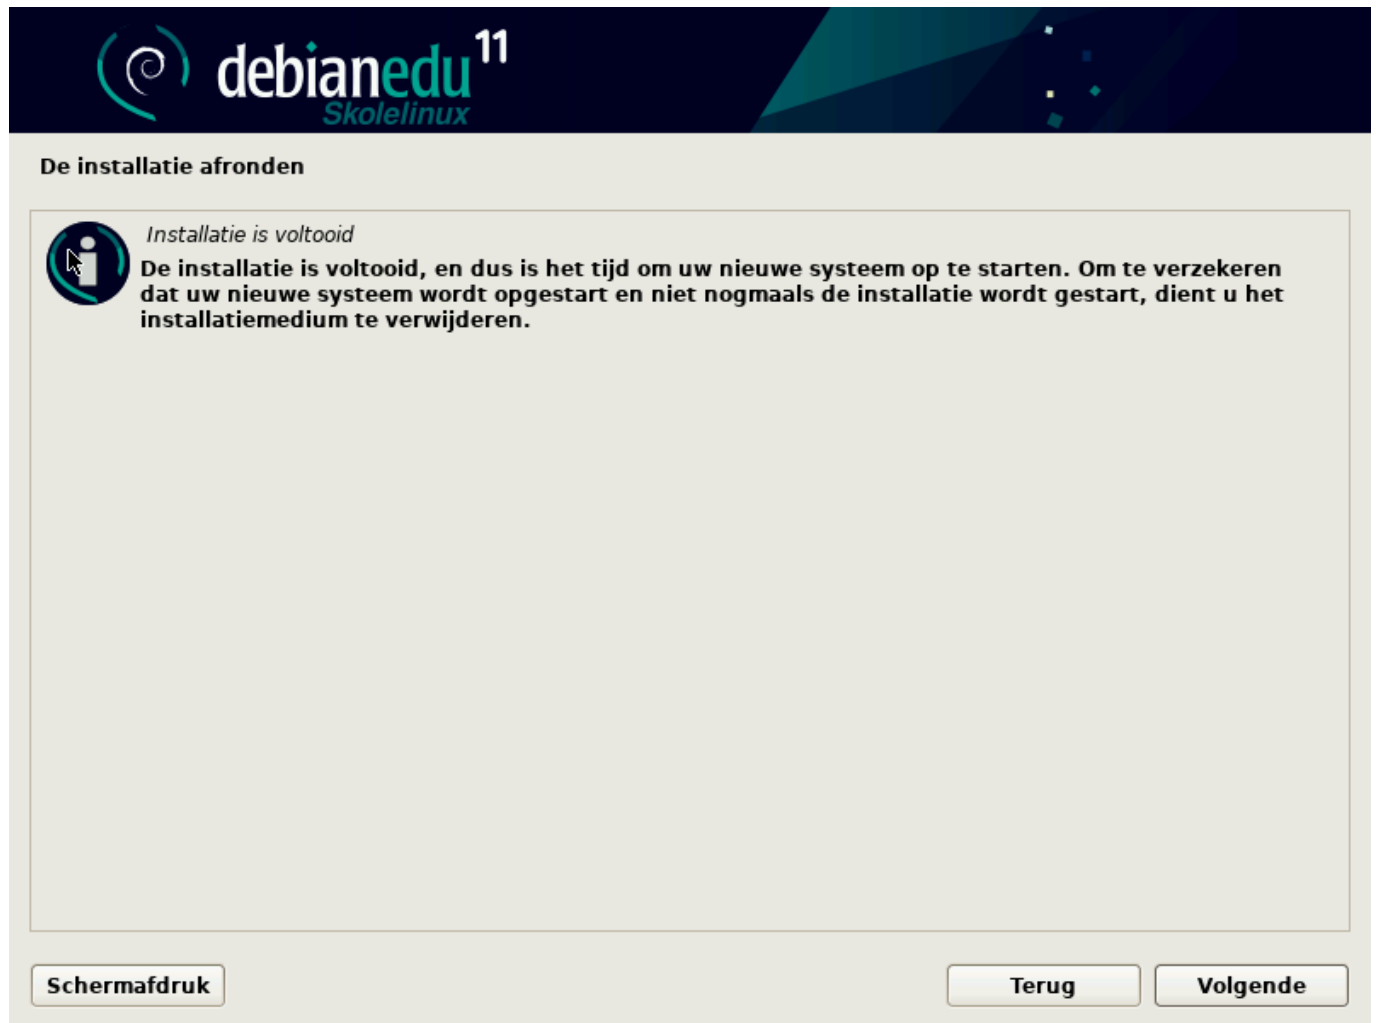 debianedu 11
Skolelinux
De installatie afronden
Installatie is voltooid
De installatie is voltooid, en dus is het tijd om uw nieuwe systeem op te starten. Om te verzekeren
dat uw nieuwe systeem wordt opgestart en niet nogmaals de installatie wordt gestart, dient u het
installatiemedium te verwijderen.
Schermafdruk
Terug
Volgende